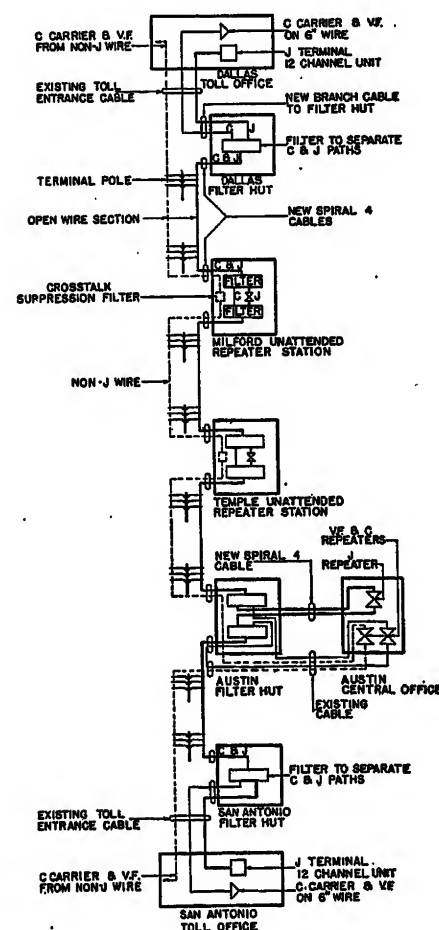 C CARRIER & V.F.
FROM NON-J WIRE
C CARRIER & V.F.
ON 6" WIRE
J TERMINAL
12 CHANNEL UNIT
DALLAS
TOLL OFFICE
EXISTING TOLL
ENTRANCE CABLE
NEW BRANCH CABLE
TO FILTER HUT
C J
FILTER TO SEPARATE
C & J PATHS
C & J
DALLAS
FILTER HUT
TERMINAL POLE
OPEN WIRE SECTION
NEW SPIRAL 4
CABLES
C & J
FILTER
CROSSTALK
SUPPRESSION FILTER
C J
FILTER
MILFORD UNATTENDED
REPEATER STATION
NON-J WIRE
TEMPLE UNATTENDED
REPEATER STATION
V.F. & C
REPEATERS
NEW SPIRAL 4
CABLE
J
REPEATER
AUSTIN
FILTER HUT
AUSTIN
CENTRAL OFFICE
EXISTING
CABLE
C & J
FILTER TO SEPARATE
C & J PATHS
SAN ANTONIO
FILTER HUT
EXISTING TOLL
ENTRANCE CABLE
C CARRIER & V.F.
FROM NON-J WIRE
J TERMINAL
12 CHANNEL UNIT
C. CARRIER & V.F.
ON 6" WIRE
SAN ANTONIO
TOLL OFFICE